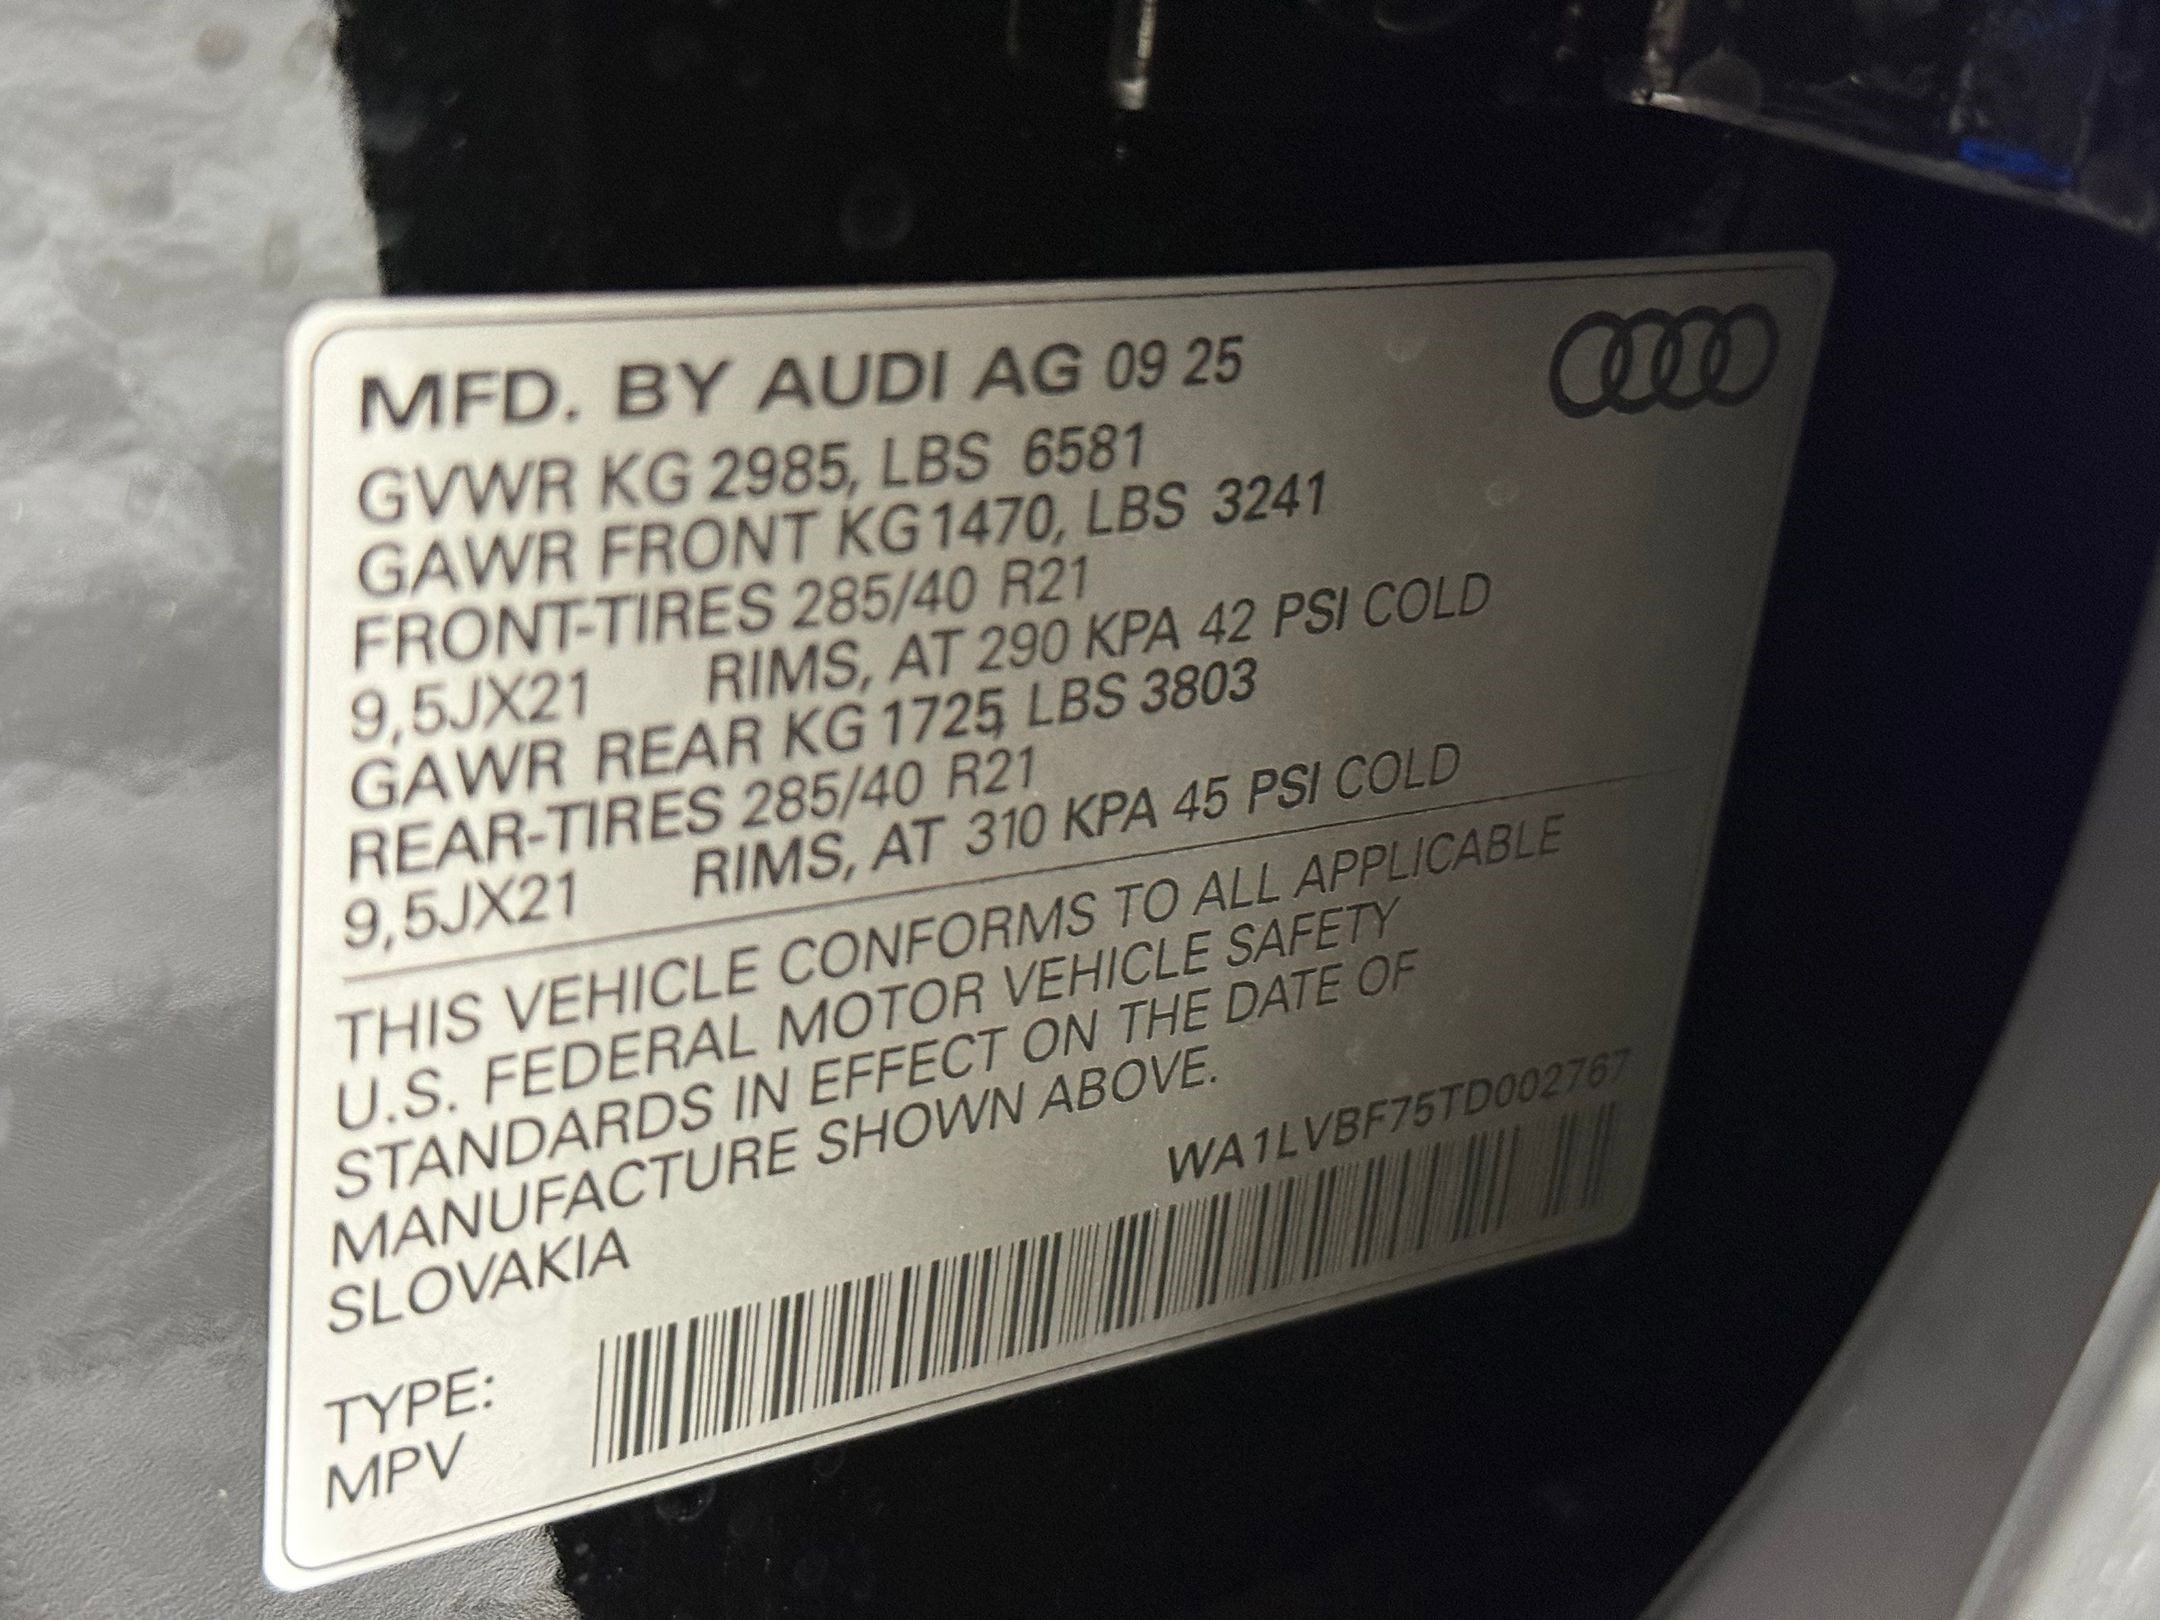 MFD. BY AUDI AG 09 25
GVWR KG 2985, LBS 6581
GAWR FRONT KG 1470, LBS 3241
FRONT-TIRES 285/40 R21
9,5JX21 RIMS, AT 290 KPA 42 PSI COLD
GAWR REAR KG 1725, LBS 3803
REAR-TIRES 285/40 R21
9,5JX21 RIMS, AT 310 KPA 45 PSI COLD
THIS VEHICLE CONFORMS TO ALL APPLICABLE
U.S. FEDERAL MOTOR VEHICLE SAFETY
STANDARDS IN EFFECT ON THE DATE OF
MANUFACTURE SHOWN ABOVE.
WA1LVBF75TD002767
SLOVAKIA
TYPE:
MPV